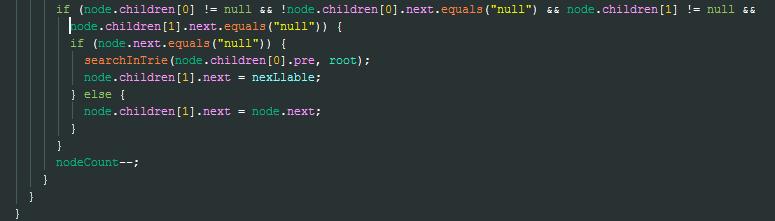 if (node.children[0] != null && !node.children[0].next.equals("null") && node.children[1] != null &&
node.children[1].next.equals("null")) {
if (node.next.equals("null")) {
searchInTrie(node.children[0].pre, root);
node.children[1].next = nexLlable;
} else {
node.children[1].next = node.next;
}
}
nodeCount--;
}
}
}